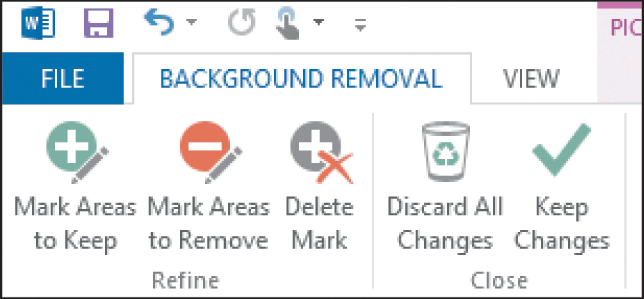 W
PIC
FILE
BACKGROUND REMOVAL
VIEW
Mark Areas
to Keep
Mark Areas
to Remove
Delete
Mark
Discard All
Changes
Keep
Changes
Refine
Close